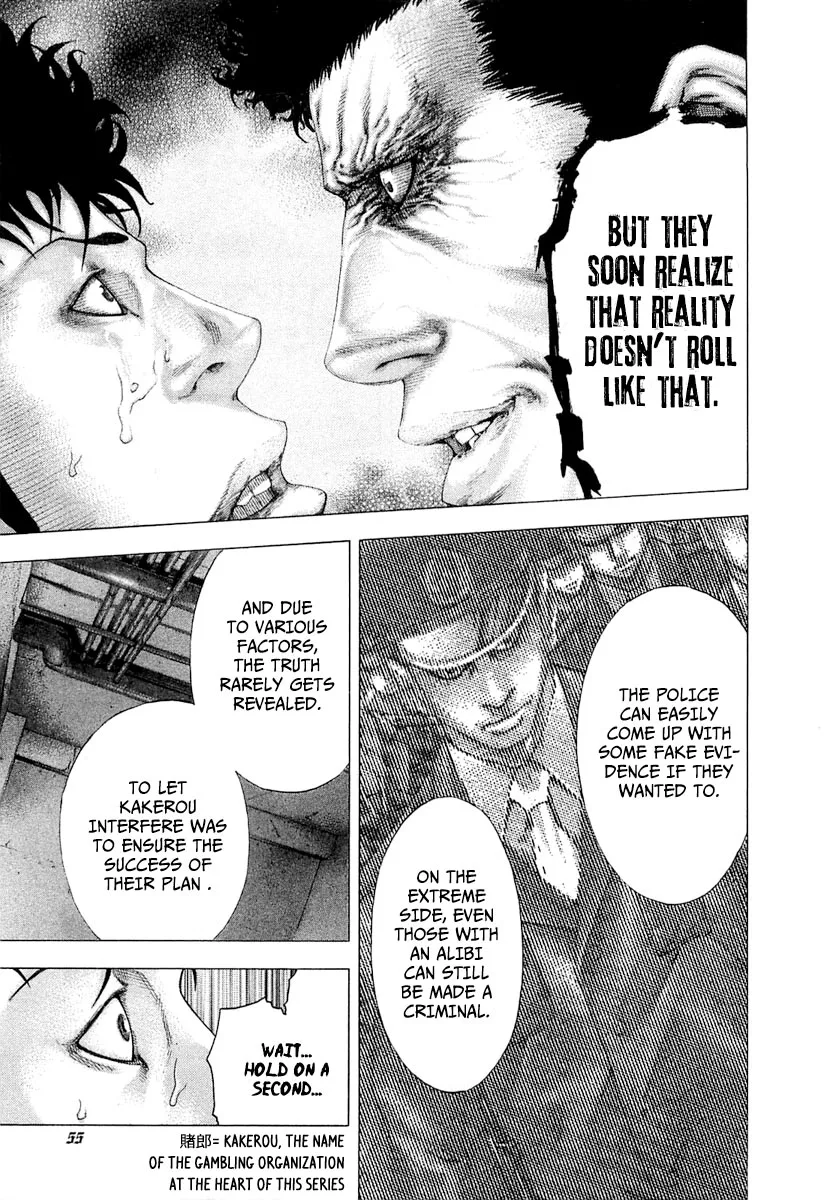 BUT THEY
SOON REALIZE
THAT REALITY
DOESN'T ROLL
LIKE THAT.
THE POLICE
CAN EASILY
COME UP WITH
SOME FAKE EVI-
DENCE IF THEY
WANTED TO.
ON THE
EXTREME
SIDE, EVEN
THOSE WITH
AN ALIBI
CAN STILL
BE MADE A
CRIMINAL.
AND DUE
TO VARIOUS
FACTORS,
THE TRUTH
RARELY GETS
REVEALED.
TO LET
KAKEROU
INTERFERE WAS
TO ENSURE THE
SUCCESS OF
THEIR PLAN .
WAIT...
HOLD ON A
SECOND...
55
賭郎= KAKEROU, THE NAME
OF THE GAMBLING ORGANIZATION
AT THE HEART OF THIS SERIES